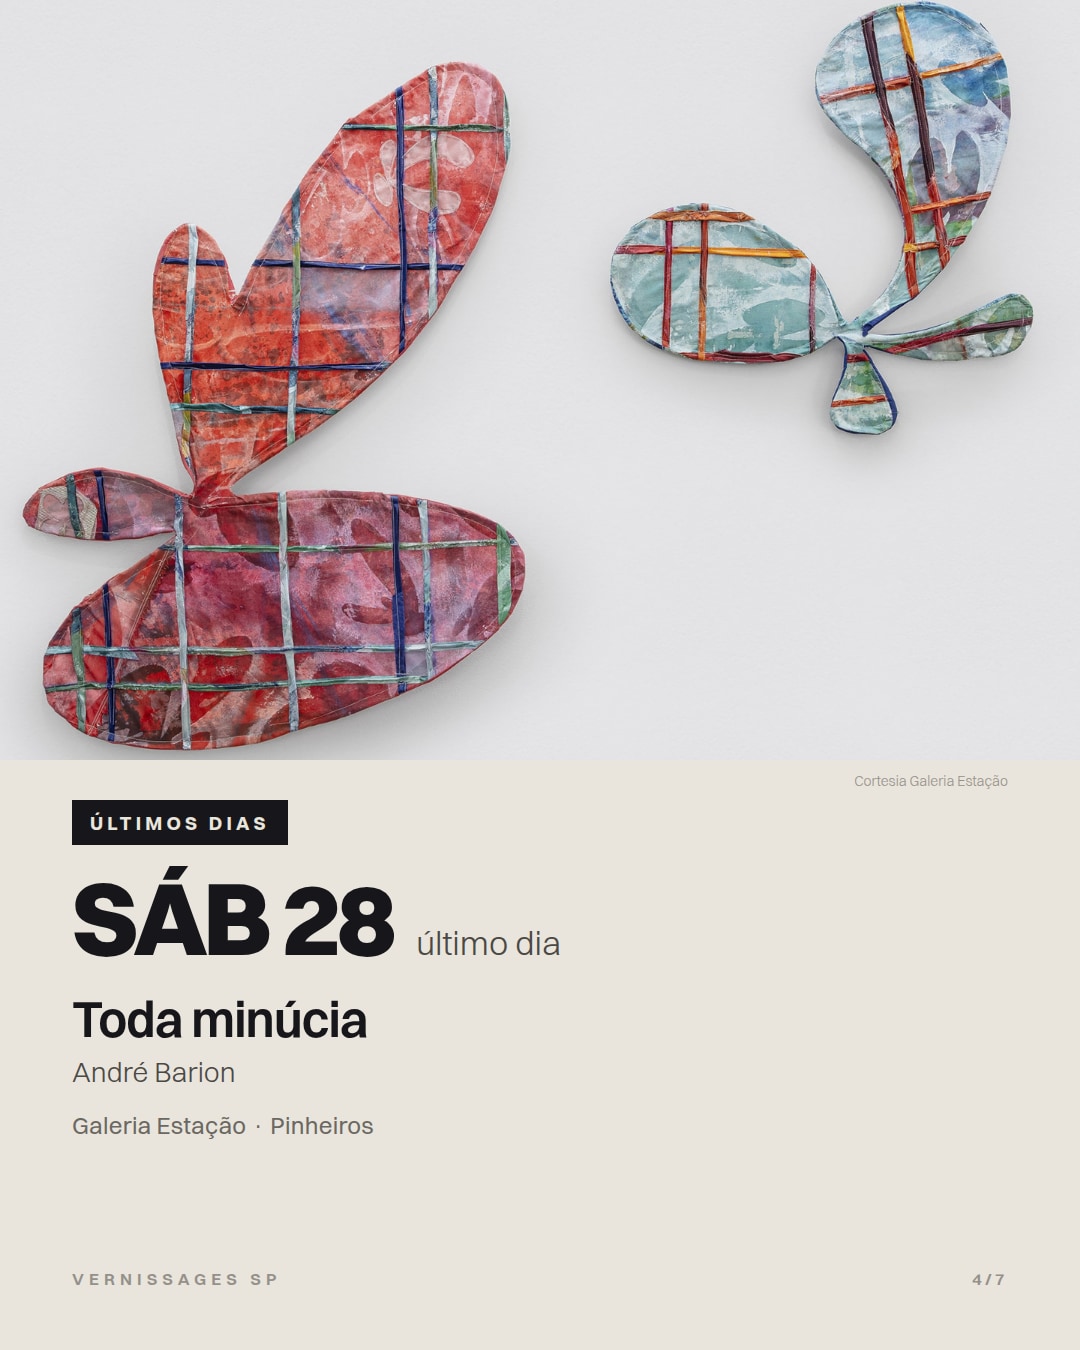 Cortesia Galeria Estação
ÚLTIMOS DIAS
SÁB 28 último dia
Toda minúcia
André Barion
Galeria Estação · Pinheiros
VERNISSAGES SP
4/7